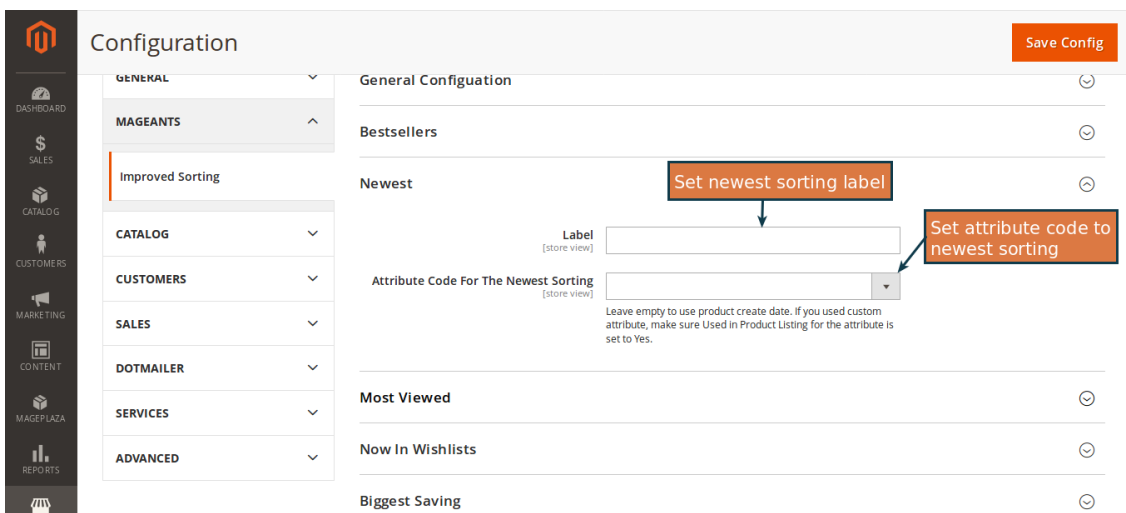 Configuration
Save Config
DASHBOARD
SALES
CATALOG
CUSTOMERS
MARKETING
CONTENT
MAGEPLAZA
REPORTS
GENERAL
MAGEANTS
Improved Sorting
CATALOG
CUSTOMERS
SALES
DOTMAILER
SERVICES
ADVANCED
General Configuation
Bestsellers
Newest
Set newest sorting label
Label
[store view]
Set attribute code to
newest sorting
Attribute Code For The Newest Sorting
[store view]
Leave empty to use product create date. If you used custom
attribute, make sure Used in Product Listing for the attribute is
set to Yes.
Most Viewed
Now In Wishlists
Biggest Saving